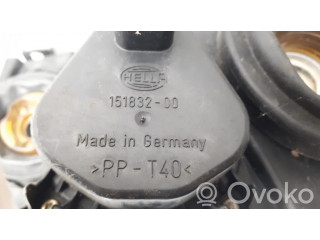 HELLA
151832-00
Made in Germany
>PP-T40<
Ovoko